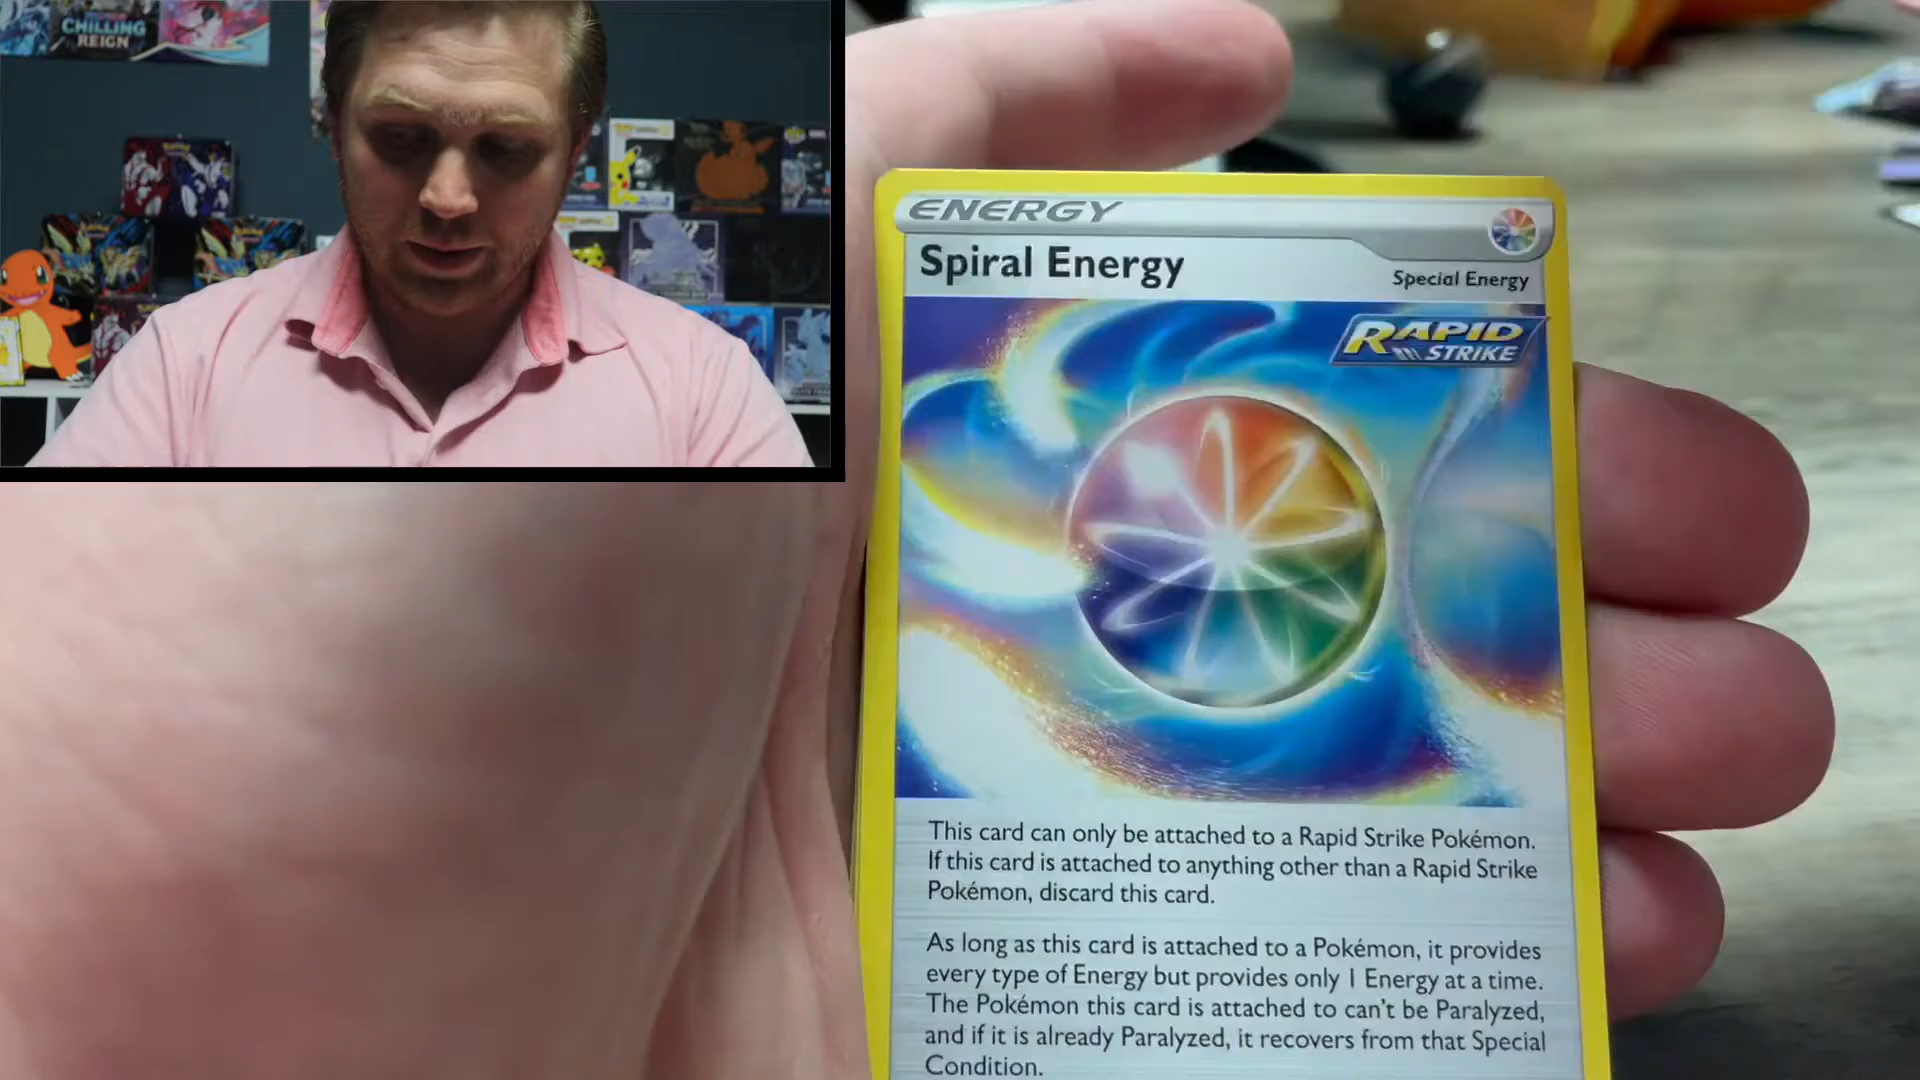 CHILLING
REIGN
ENERGY
Spiral Energy
Special Energy
RAPID
STRIKE
This card can only be attached to a Rapid Strike Pokémon.
If this card is attached to anything other than a Rapid Strike
Pokémon, discard this card.
As long as this card is attached to a Pokémon, it provides
every type of Energy but provides only 1 Energy at a time.
The Pokémon this card is attached to can't be Paralyzed,
and if it is already Paralyzed, it recovers from that Special
Condition.